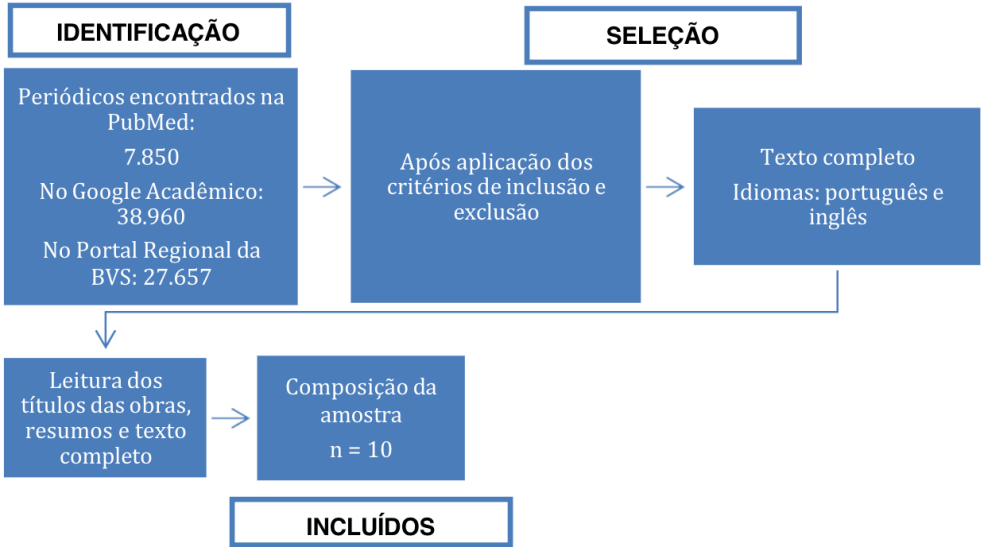 IDENTIFICAÇÃO
SELEÇÃO
Periódicos encontrados na
PubMed:
7.850
No Google Acadêmico:
38.960
No Portal Regional da
BVS: 27.657
Após aplicação dos
critérios de inclusão e
exclusão
Texto completo
Idiomas: português e
inglês
Leitura dos
títulos das obras,
resumos e texto
completo
Composição da
amostra
n = 10
INCLUÍDOS